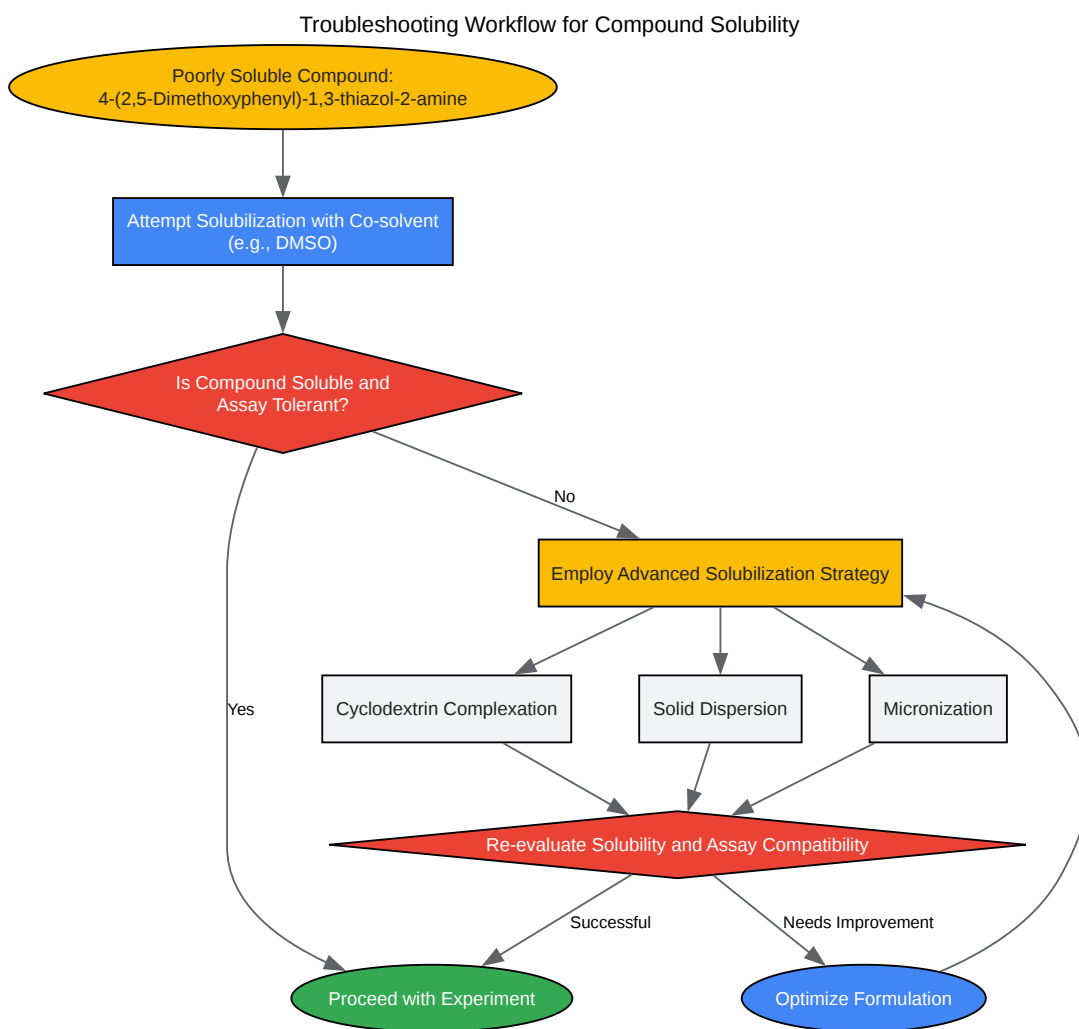 Troubleshooting Workflow for Compound Solubility
Poorly Soluble Compound:
4-(2,5-Dimethoxyphenyl)-1,3-thiazol-2-amine
Attempt Solubilization with Co-solvent
(e.g., DMSO)
Is Compound Soluble and
Assay Tolerant?
No
Employ Advanced Solubilization Strategy
Yes
Cyclodextrin Complexation
Solid Dispersion
Micronization
Re-evaluate Solubility and Assay Compatibility
Successful
Needs Improvement
Proceed with Experiment
Optimize Formulation